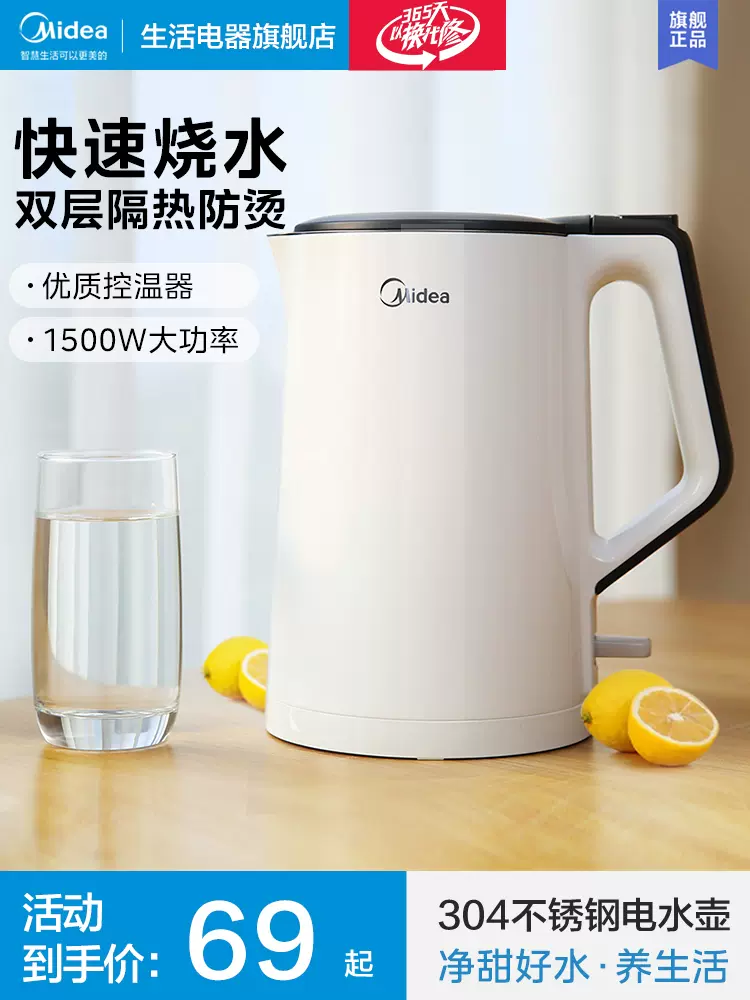 Midea
智慧生活可以更美的
生活电器旗舰店
365天
以换代修
旗舰
正品
快速烧水
双层隔热防烫
·优质控温器
·1500W大功率
Midea
活动
到手价：69起
304不锈钢电水壶
净甜好水·养生活